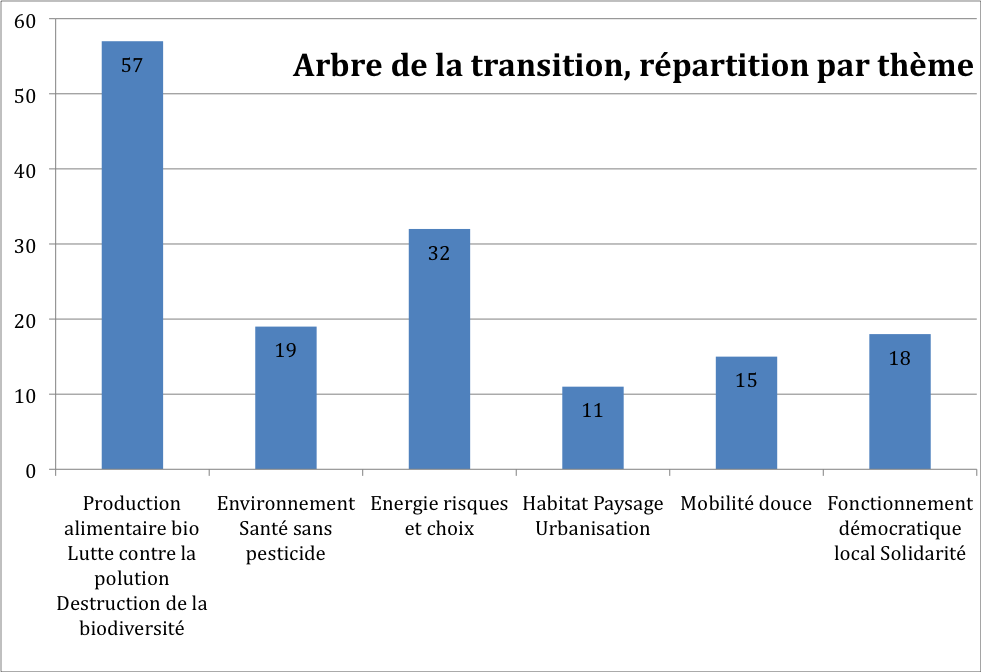 Arbre de la transition, répartition par thème
60
50
40
30
20
10
0
57
19
32
11
15
18
Production
alimentaire bio
Lutte contre la
polution
Destruction de la
biodiversité
Environnement
Santé sans
pesticide
Energie risques
et choix
Habitat Paysage
Urbanisation
Mobilité douce
Fonctionnement
démocratique
local Solidarité